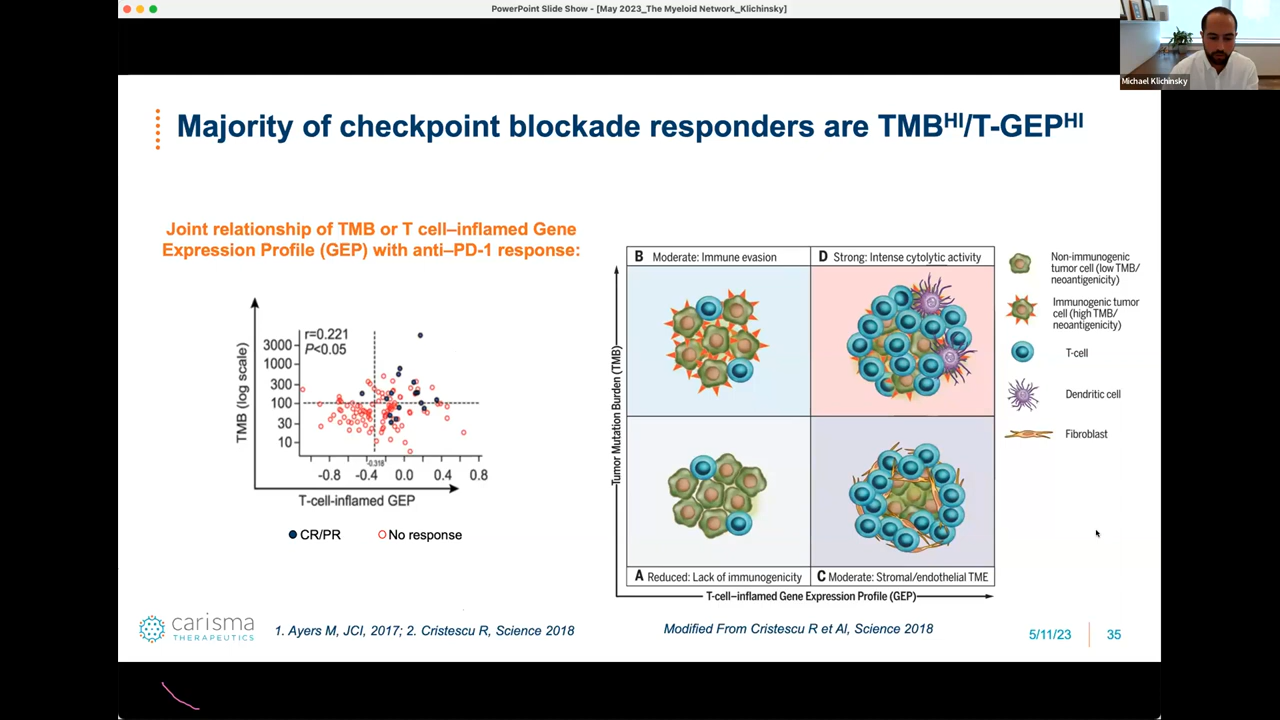 PowerPoint Slide Show - [May 2023_The Myeloid Network_Klichinsky]
Michael Klichinsky
Majority of checkpoint blockade responders are TMBHI/T-GEPHI
Joint relationship of TMB or T cell–inflamed Gene
Expression Profile (GEP) with anti–PD-1 response:
r=0.221
P<0.05
TMB (log scale)
3000
1000
300
100
30
10
-0.318
-0.8 -0.4 0.0 0.4 0.8
T-cell-inflamed GEP
CR/PR
No response
B Moderate: Immune evasion
D Strong: Intense cytolytic activity
Tumor Mutation Burden (TMB)
A Reduced: Lack of immunogenicity
C Moderate: Stromal/endothelial TME
T-cell–inflamed Gene Expression Profile (GEP)
Non-immunogenic
tumor cell (low TMB/
neoantigenicity)
Immunogenic tumor
cell (high TMB/
neoantigenicity)
T-cell
Dendritic cell
Fibroblast
carisma
THERAPEUTICS
1. Ayers M, JCI, 2017; 2. Cristescu R, Science 2018
Modified From Cristescu R et Al, Science 2018
5/11/23
35